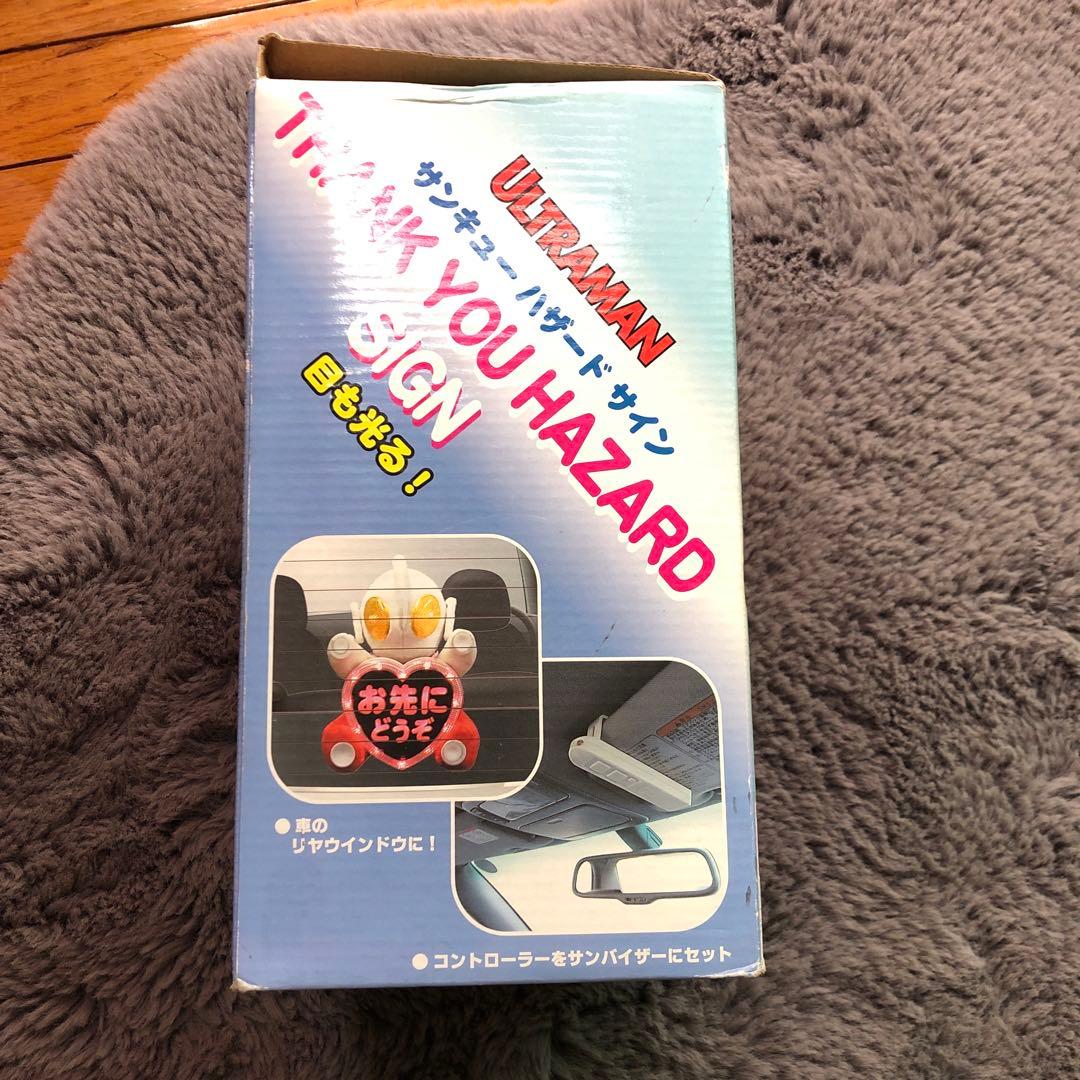 ULTRAMAN
サンキュー ハザード サイン
THANK YOU HAZARD
SIGN
目も光る!
お先に
どうぞ
● 車の
リヤウインドウに!
● コントローラーをサンバイザーにセット